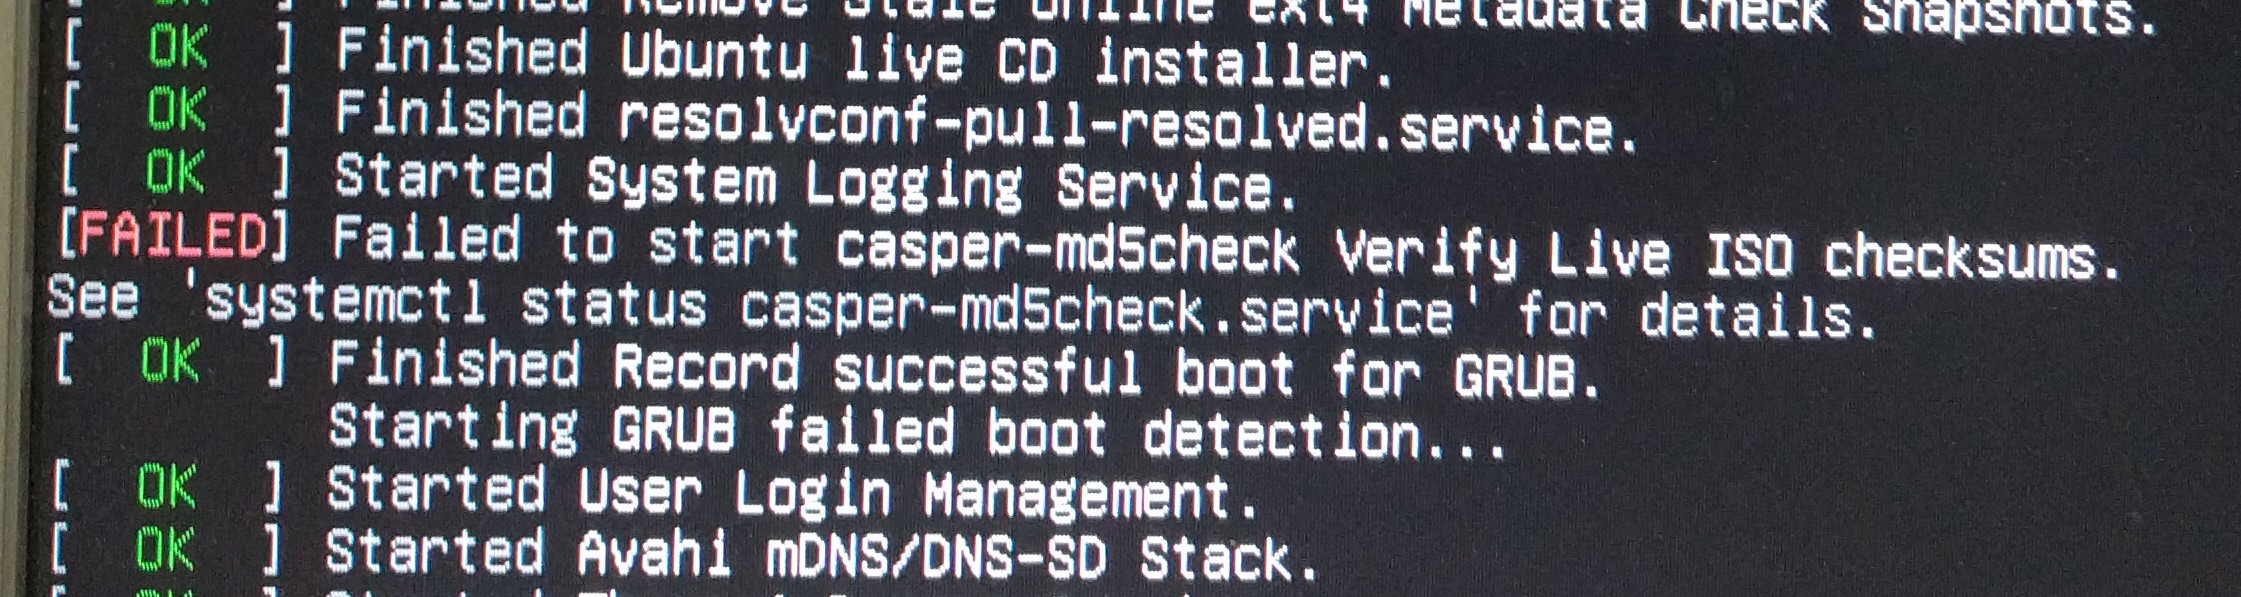 [ OK ] Finished Remove Stale Online ext4 Metadata Check Snapshots.
[ OK ] Finished Ubuntu live CD installer.
[ OK ] Finished resolvconf-pull-resolved.service.
[ OK ] Started System Logging Service.
[FAILED] Failed to start casper-md5check Verify Live ISO checksums.
See 'systemctl status casper-md5check.service' for details.
[ OK ] Finished Record successful boot for GRUB.
Starting GRUB failed boot detection...
[ OK ] Started User Login Management.
[ OK ] Started Avahi mDNS/DNS-SD Stack.
[ OK ] Started